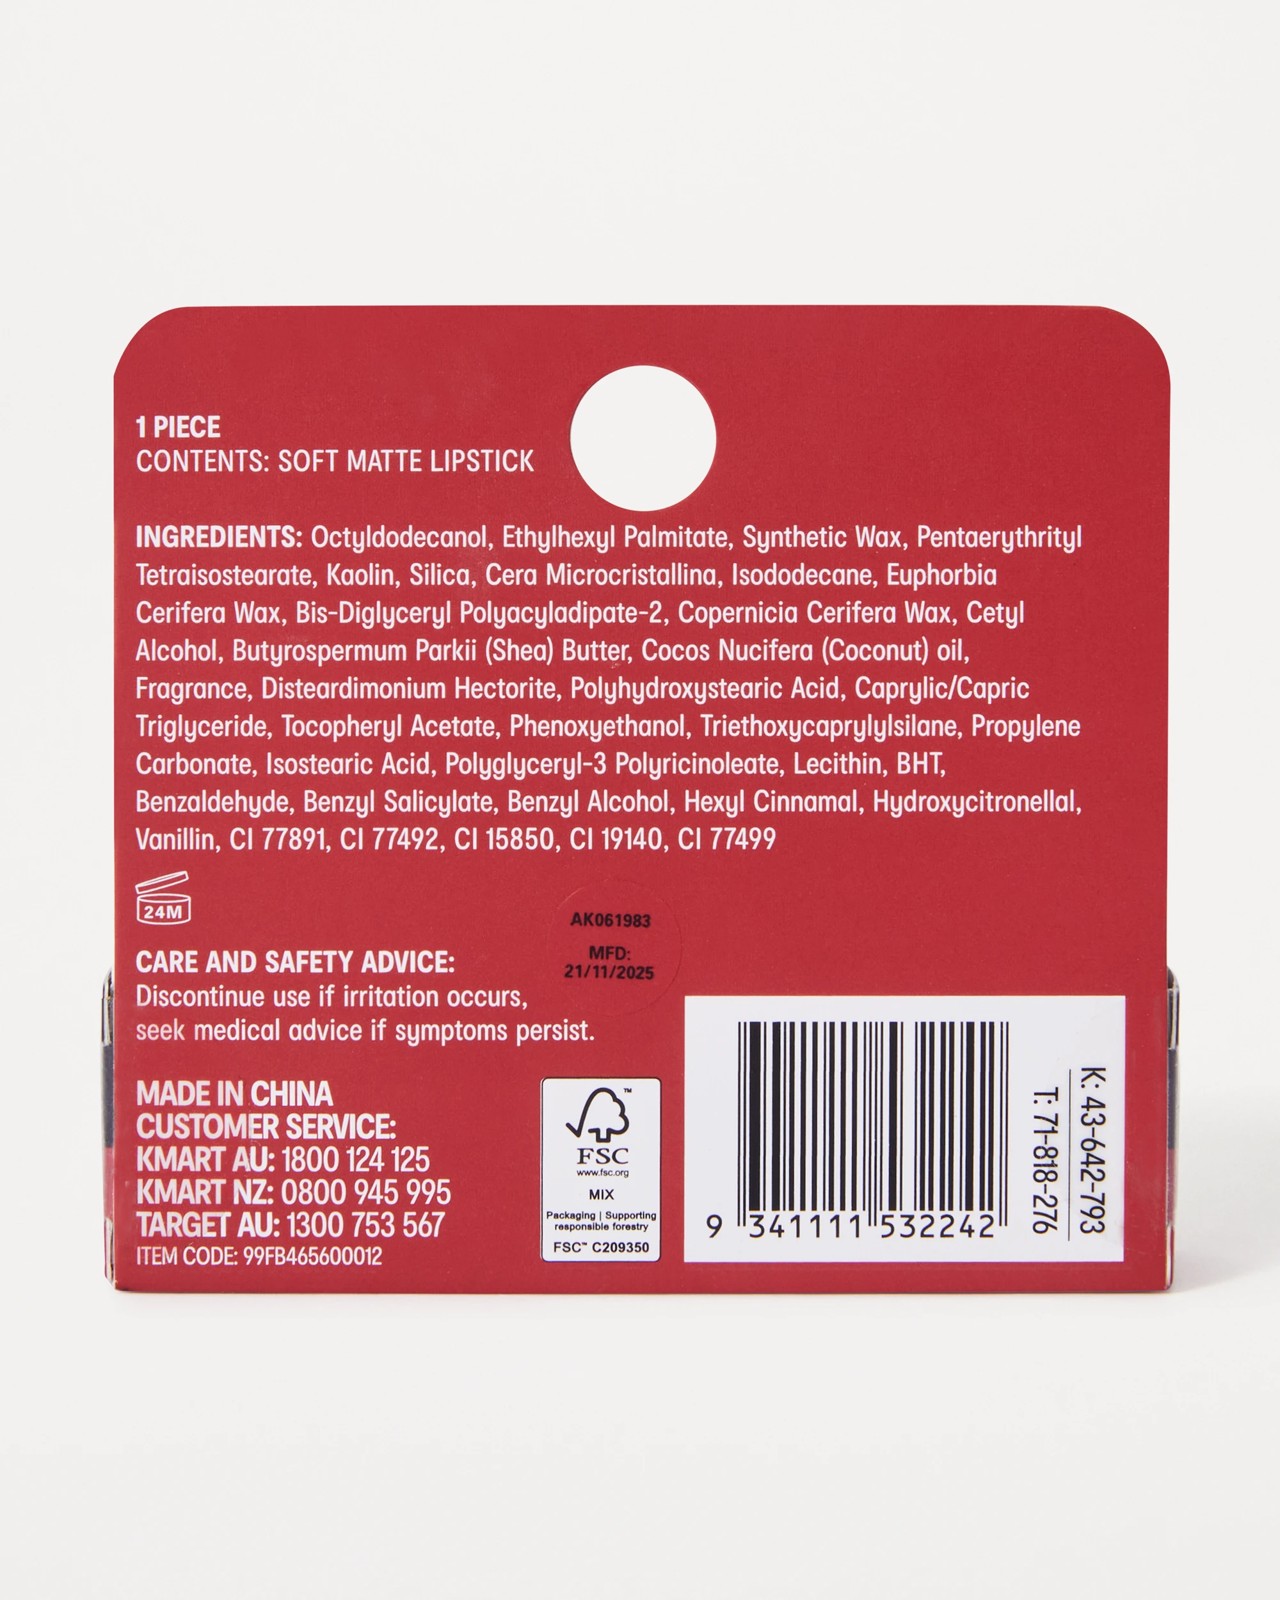 1 PIECE
CONTENTS: SOFT MATTE LIPSTICK
INGREDIENTS: Octyldodecanol, Ethylhexyl Palmitate, Synthetic Wax, Pentaerythrityl
Tetraisostearate, Kaolin, Silica, Cera Microcristallina, Isododecane, Euphorbia
Cerifera Wax, Bis-Diglyceryl Polyacyladipate-2, Copernicia Cerifera Wax, Cetyl
Alcohol, Butyrospermum Parkii (Shea) Butter, Cocos Nucifera (Coconut) oil,
Fragrance, Disteardimonium Hectorite, Polyhydroxystearic Acid, Caprylic/Capric
Triglyceride, Tocopheryl Acetate, Phenoxyethanol, Triethoxycaprylylsilane, Propylene
Carbonate, Isostearic Acid, Polyglyceryl-3 Polyricinoleate, Lecithin, BHT,
Benzaldehyde, Benzyl Salicylate, Benzyl Alcohol, Hexyl Cinnamal, Hydroxycitronellal,
Vanillin, CI 77891, CI 77492, CI 15850, CI 19140, CI 77499
24M
AK061983
MFD:
21/11/2025
CARE AND SAFETY ADVICE:
Discontinue use if irritation occurs,
seek medical advice if symptoms persist.
MADE IN CHINA
CUSTOMER SERVICE:
KMART AU: 1800 124 125
KMART NZ: 0800 945 995
TARGET AU: 1300 753 567
ITEM CODE: 99FB465600012
™
FSC
www.fsc.org
MIX
Packaging | Supporting
responsible forestry
FSC™ C209350
9 341111 532242
K: 43-642-793
T: 71-818-276